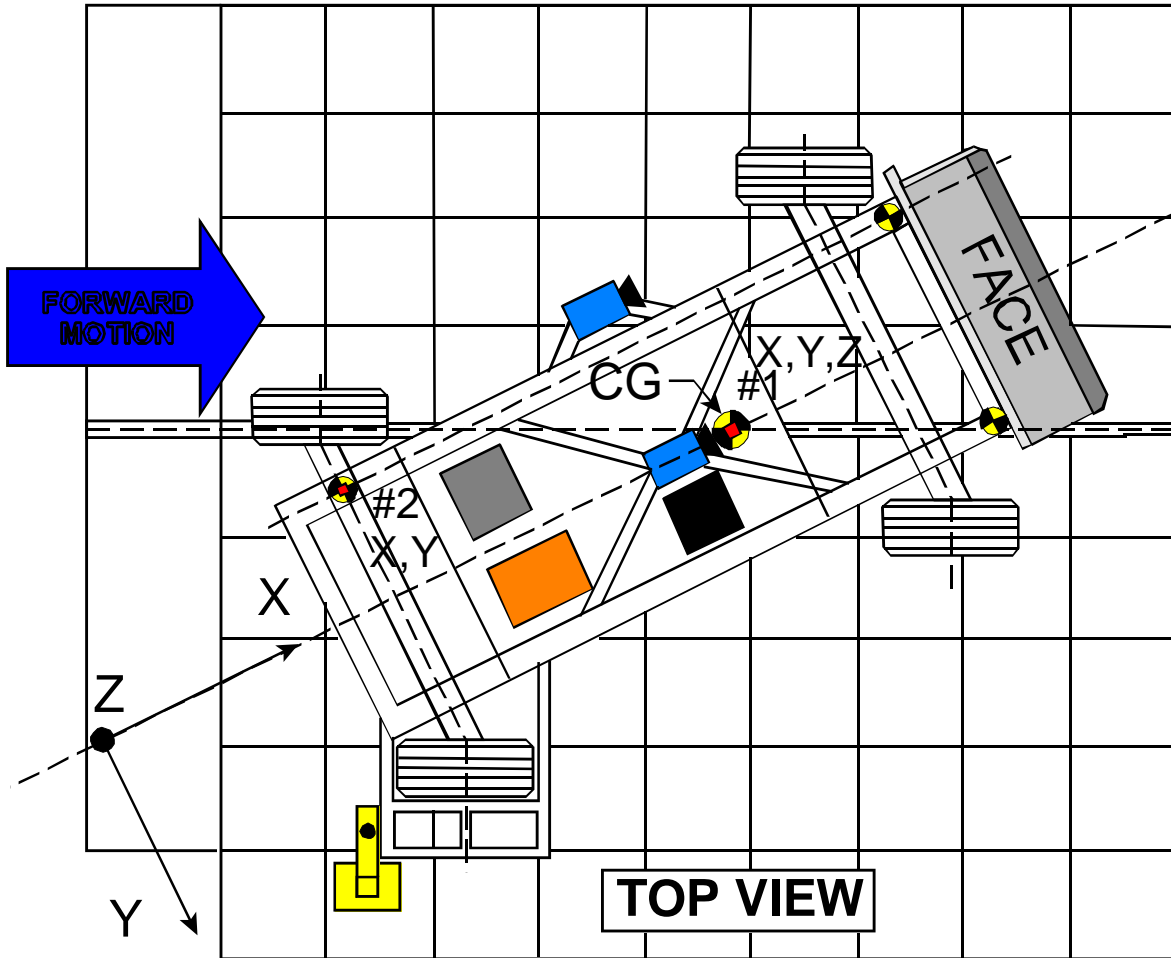 FORWARD
MOTION
FACE
X,Y,Z
CG
#1
#2
X,Y
X
Z
Y
TOP VIEW